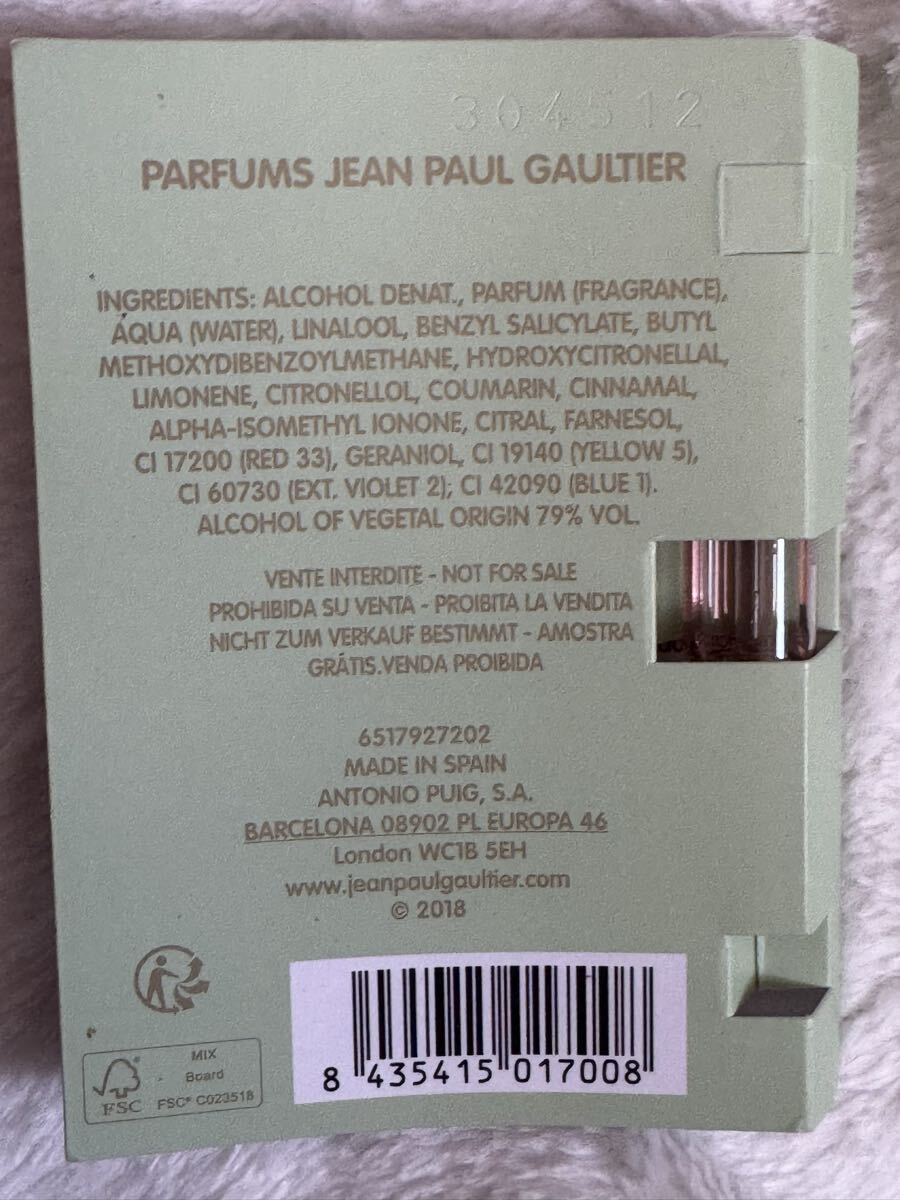 304512
PARFUMS JEAN PAUL GAULTIER
INGREDIENTS: ALCOHOL DENAT., PARFUM (FRAGRANCE),
AQUA (WATER), LINALOOL, BENZYL SALICYLATE, BUTYL
METHOXYDIBENZOYLMETHANE, HYDROXYCITRONELLAL,
LIMONENE, CITRONELLOL, COUMARIN, CINNAMAL,
ALPHA-ISOMETHYL IONONE, CITRAL, FARNESOL,
CI 17200 (RED 33), GERANIOL, CI 19140 (YELLOW 5),
CI 60730 (EXT. VIOLET 2); CI 42090 (BLUE 1).
ALCOHOL OF VEGETAL ORIGIN 79% VOL.
VENTE INTERDITE - NOT FOR SALE
PROHIBIDA SU VENTA - PROIBITA LA VENDITA
NICHT ZUM VERKAUF BESTIMMT - AMOSTRA
GRÁTIS.VENDA PROIBIDA
6517927202
MADE IN SPAIN
ANTONIO PUIG, S.A.
BARCELONA 08902 PL EUROPA 46
London WC1B 5EH
www.jeanpaulgaultier.com
© 2018
8 435415 017008
FSC
MIX
Board
FSC® C023518